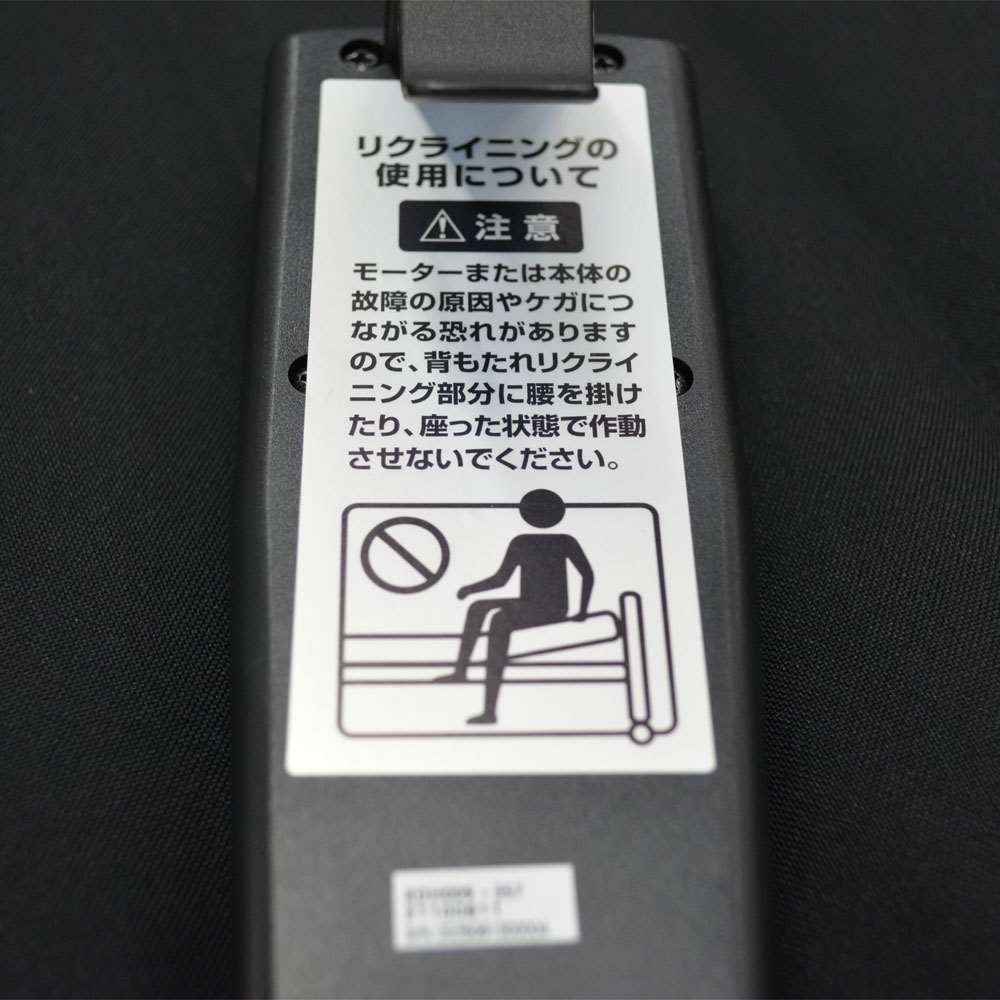 リクライニングの
使用について
注意
モーターまたは本体の
故障の原因やケガにつ
ながる恐れがあります
ので、背もたれリクライ
ニング部分に腰を掛け
たり、座った状態で作動
させないでください。